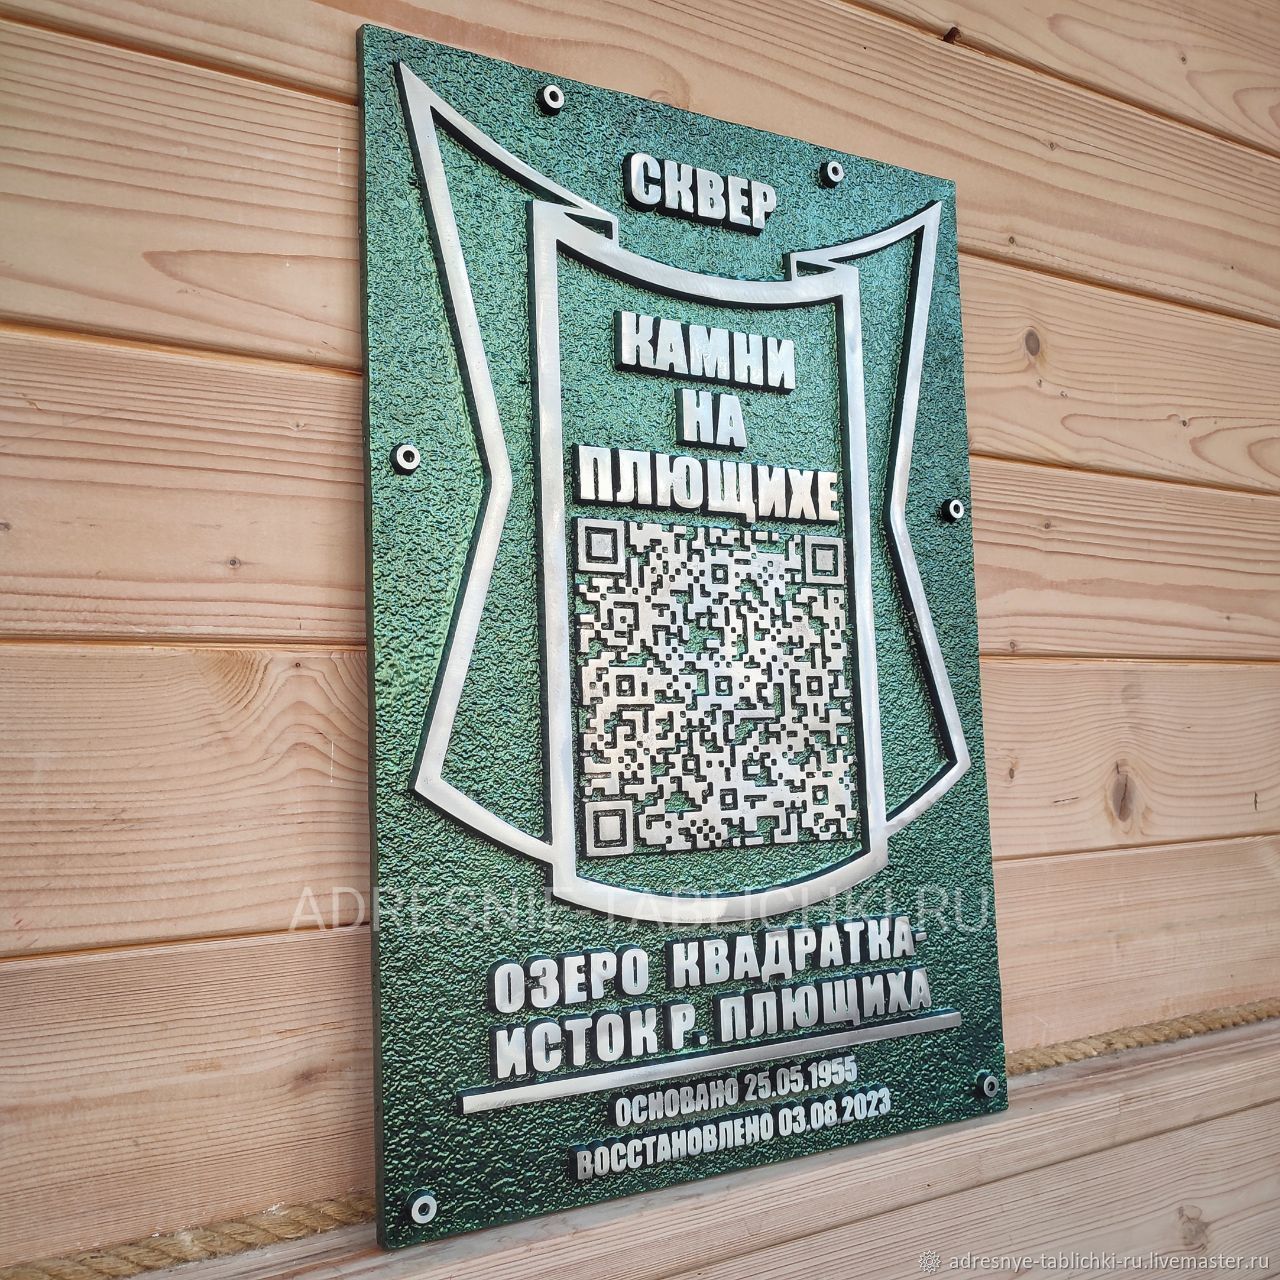 СКВЕР
КАМНИ
НА
ПЛЮЩИХЕ
ADRESNIE-TABLICHKI.RU
ОЗЕРО КВАДРАТКА-
ИСТОК Р. ПЛЮЩИХА
ОСНОВАНО 25.05.1955
ВОССТАНОВЛЕНО 03.08.2023
adresnye-tablichki-ru.livemaster.ru